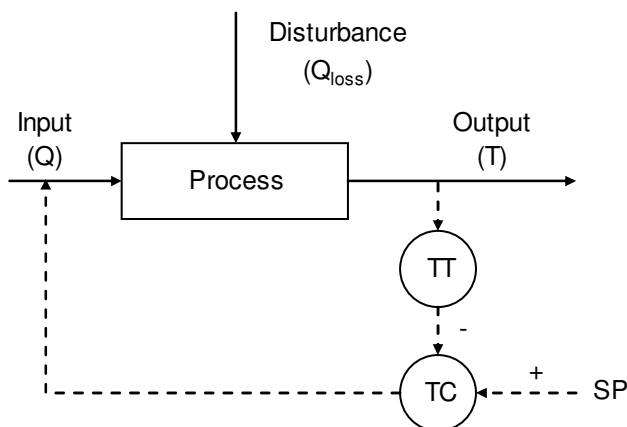 Disturbance
(Q_loss)
Input
(Q)
Output
(T)
Process
TT
-
+
TC
SP